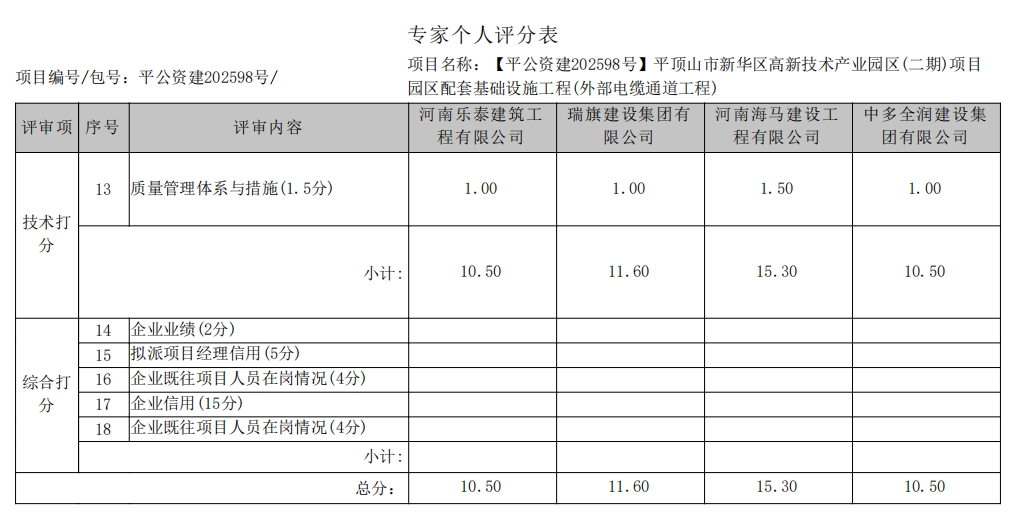 专家个人评分表
项目编号/包号：平公资建202598号/
项目名称：【平公资建202598号】平顶山市新华区高新技术产业园区(二期)项目
园区配套基础设施工程(外部电缆通道工程)
评审项 序号 评审内容 河南乐泰建筑工程有限公司 瑞旗建设集团有限公司 河南海马建设工程有限公司 中多全润建设集团有限公司
技术打分
13 质量管理体系与措施(1.5分) 1.00 1.00 1.50 1.00
小计: 10.50 11.60 15.30 10.50
综合打分
14 企业业绩(2分)
15 拟派项目经理信用(5分)
16 企业既往项目人员在岗情况(4分)
17 企业信用(15分)
18 企业既往项目人员在岗情况(4分)
小计:
总分: 10.50 11.60 15.30 10.50